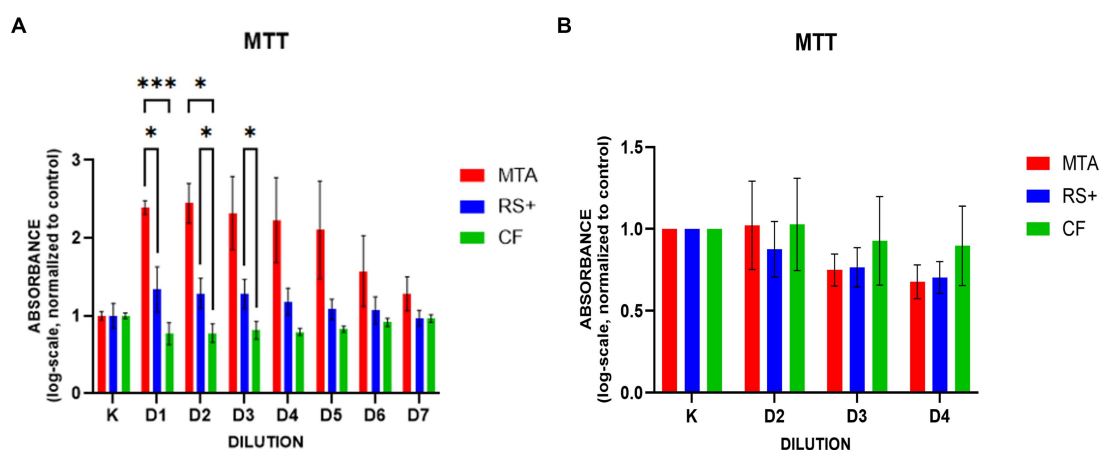 A
MTT
***
*
*
*
*
3
2
1
0
ABSORBANCE
(log-scale, normalized to control)
K D1 D2 D3 D4 D5 D6 D7
DILUTION
MTA
RS+
CF
B
MTT
1.5
1.0
0.5
0.0
ABSORBANCE
(log-scale, normalized to control)
K D2 D3 D4
DILUTION
MTA
RS+
CF